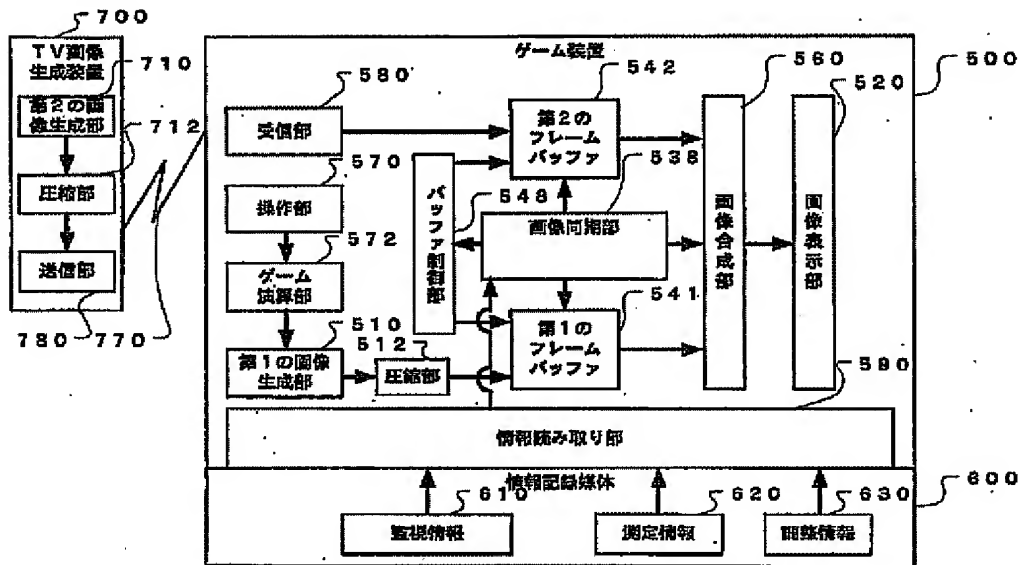 700
TV画像
生成装置
710
第2の画
像生成部
712
圧縮部
送信部
780
770
ゲーム装置
500
580
受信部
570
操作部
572
ゲーム
演算部
510
第1の画像
生成部
512
圧縮部
バッファ制御部
548
542
第2の
フレーム
バッファ
538
画像同期部
541
第1の
フレーム
バッファ
560
画像合成部
520
画像表示部
590
情報読み取り部
情報記録媒体
600
610
監視情報
620
測定情報
630
調整情報